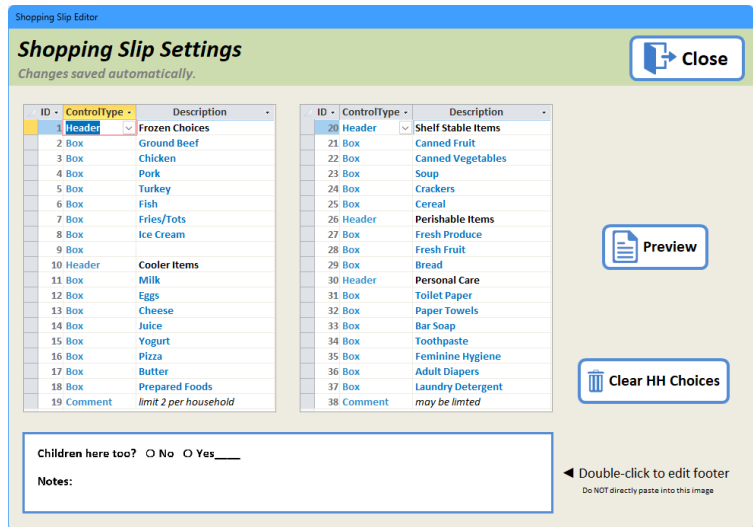 Shopping Slip Editor
Shopping Slip Settings
Changes saved automatically.
Close
ID ControlType Description
1 Header Frozen Choices
2 Box Ground Beef
3 Box Chicken
4 Box Pork
5 Box Turkey
6 Box Fish
7 Box Fries/Tots
8 Box Ice Cream
9 Box
10 Header Cooler Items
11 Box Milk
12 Box Eggs
13 Box Cheese
14 Box Juice
15 Box Yogurt
16 Box Pizza
17 Box Butter
18 Box Prepared Foods
19 Comment limit 2 per household
ID ControlType Description
20 Header Shelf Stable Items
21 Box Canned Fruit
22 Box Canned Vegetables
23 Box Soup
24 Box Crackers
25 Box Cereal
26 Header Perishable Items
27 Box Fresh Produce
28 Box Fresh Fruit
29 Box Bread
30 Header Personal Care
31 Box Toilet Paper
32 Box Paper Towels
33 Box Bar Soap
34 Box Toothpaste
35 Box Feminine Hygiene
36 Box Adult Diapers
37 Box Laundry Detergent
38 Comment may be limted
Preview
Clear HH Choices
Children here too? O No O Yes____
Notes:
◄ Double-click to edit footer
Do NOT directly paste into this image